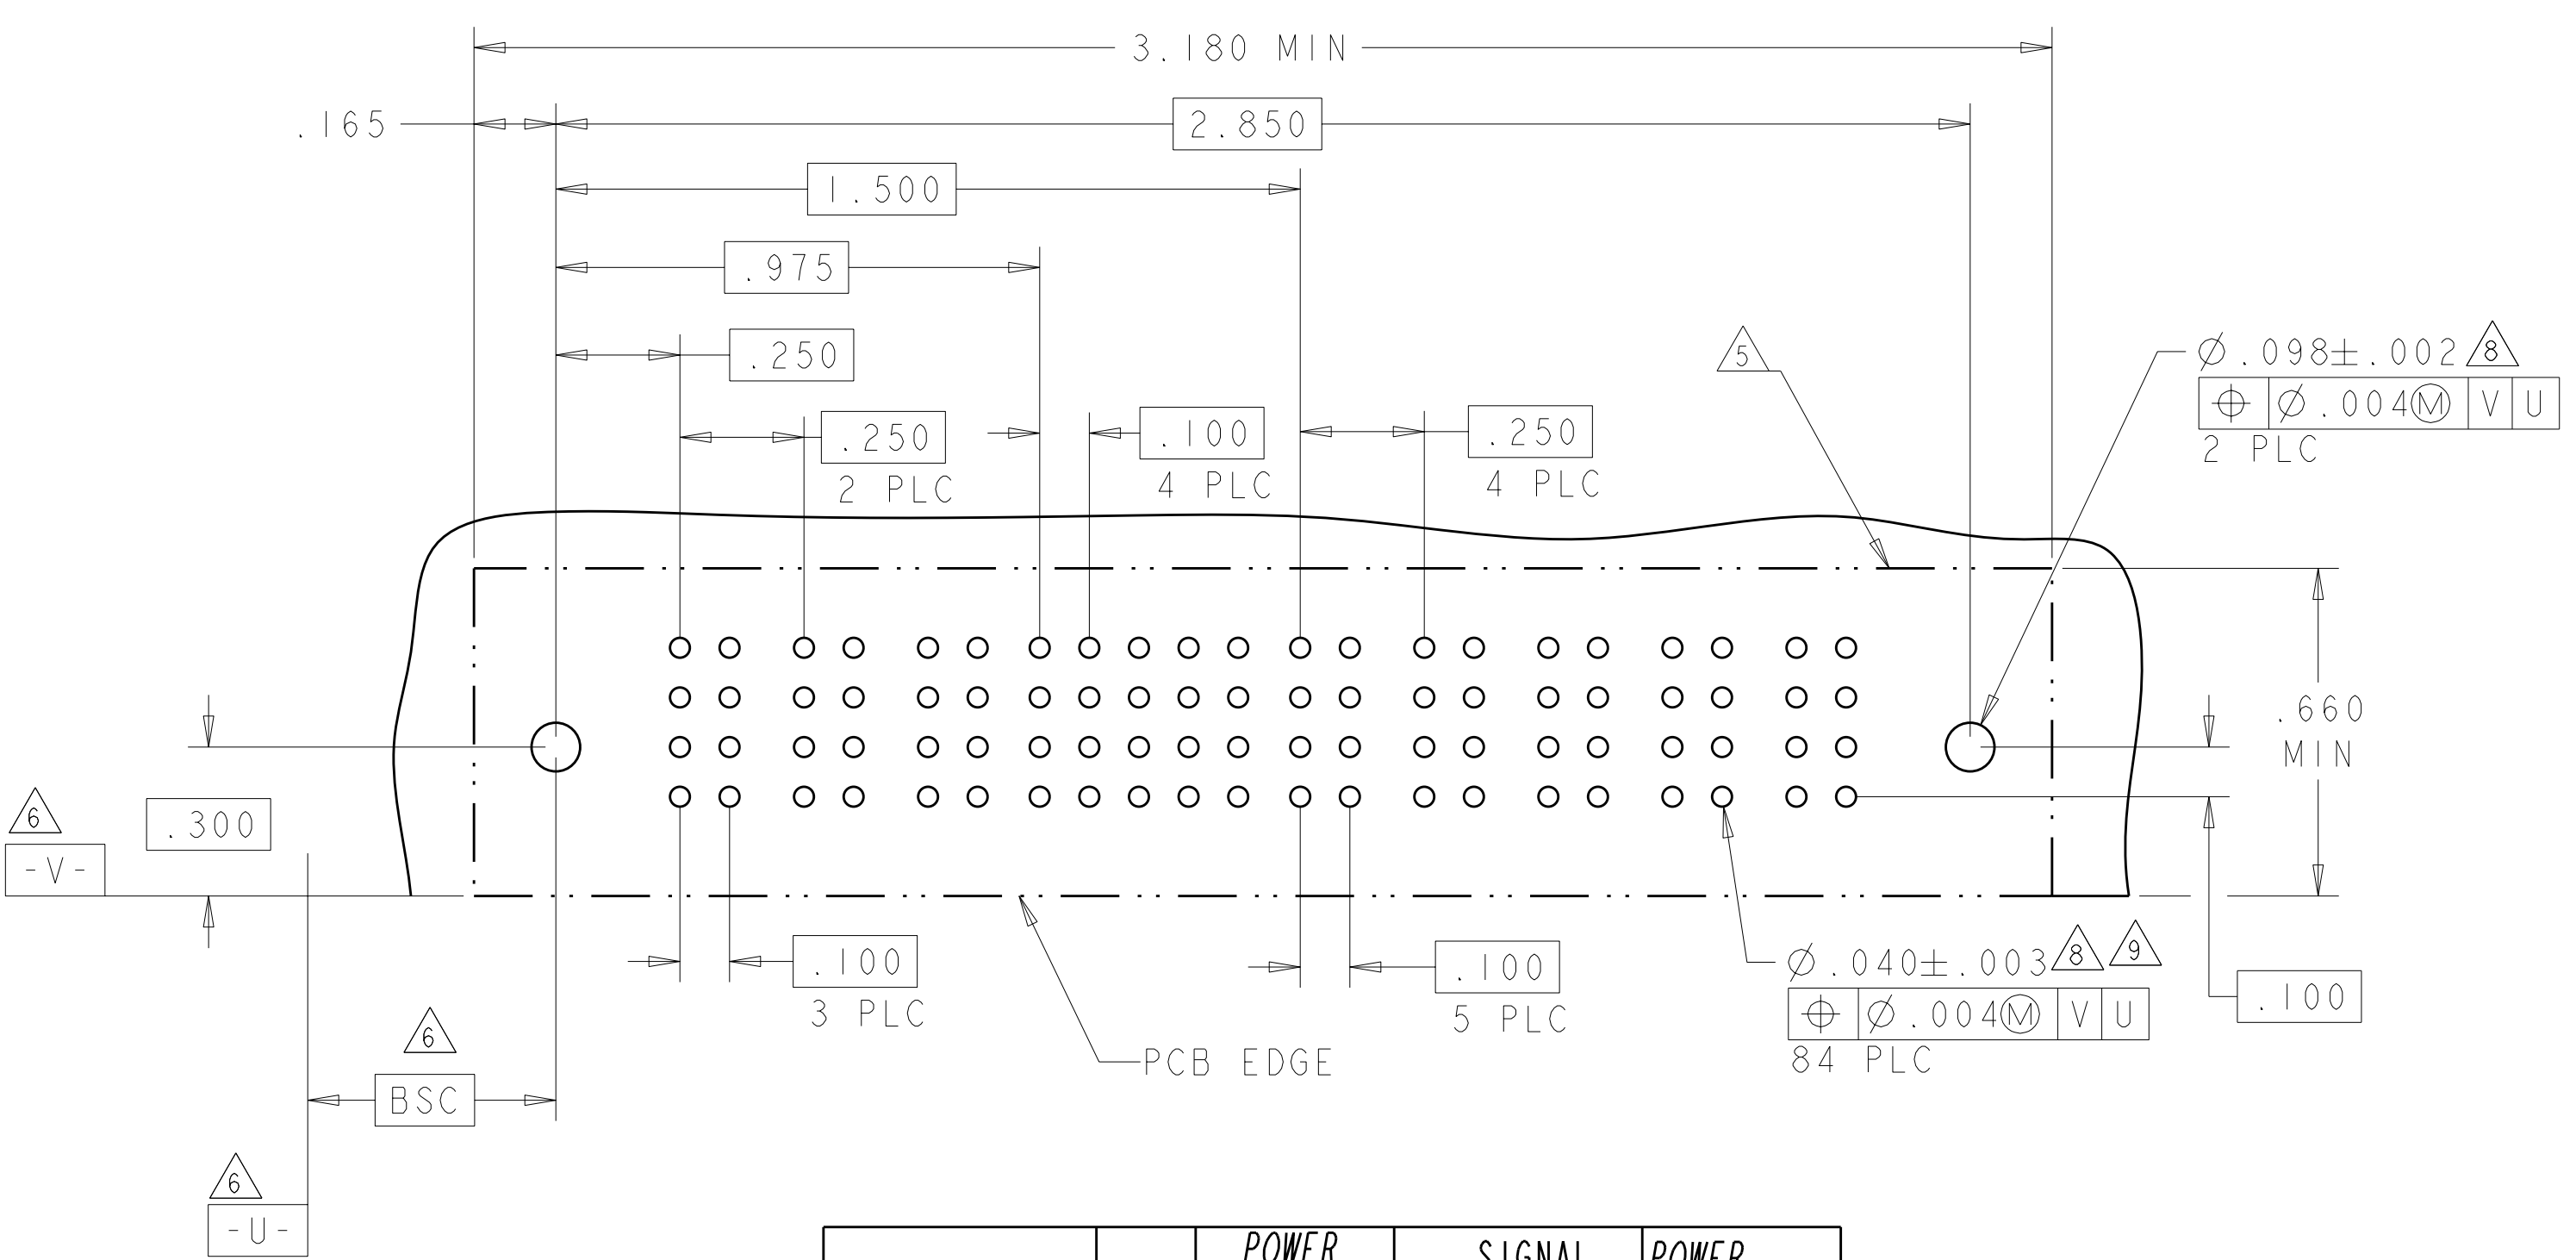 3.180 MIN
.165
2.850
1.500
.975
.250
5
⌀.098±.002 8
⌖ ⌀.004Ⓜ V U
2 PLC
.250
2 PLC
.100
4 PLC
.250
4 PLC
.660
MIN
6
.300
-V-
.100
3 PLC
.100
5 PLC
⌀.040±.003 8 9
⌖ ⌀.004Ⓜ V U
84 PLC
.100
PCB EDGE
6
BSC
6
-U-
POWER SIGNAL POWER